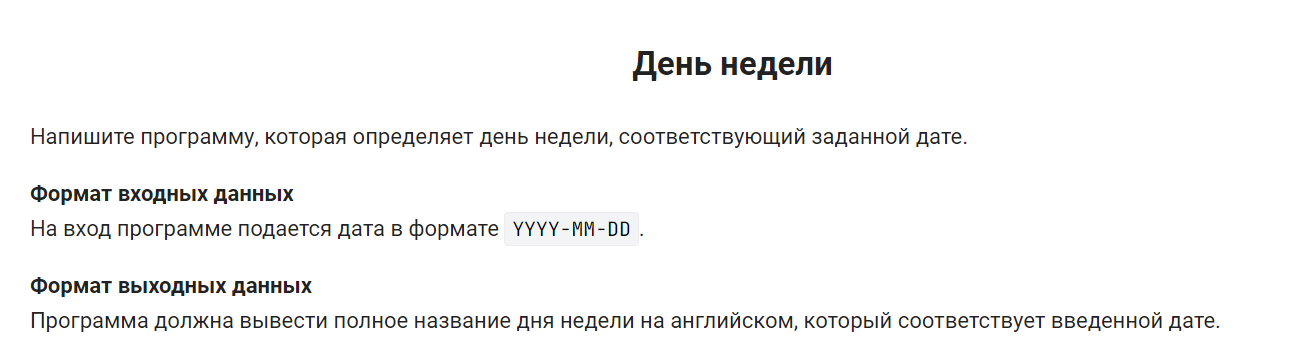 День недели
Напишите программу, которая определяет день недели, соответствующий заданной дате.
Формат входных данных
На вход программе подается дата в формате YYYY-MM-DD.
Формат выходных данных
Программа должна вывести полное название дня недели на английском, который соответствует введенной дате.